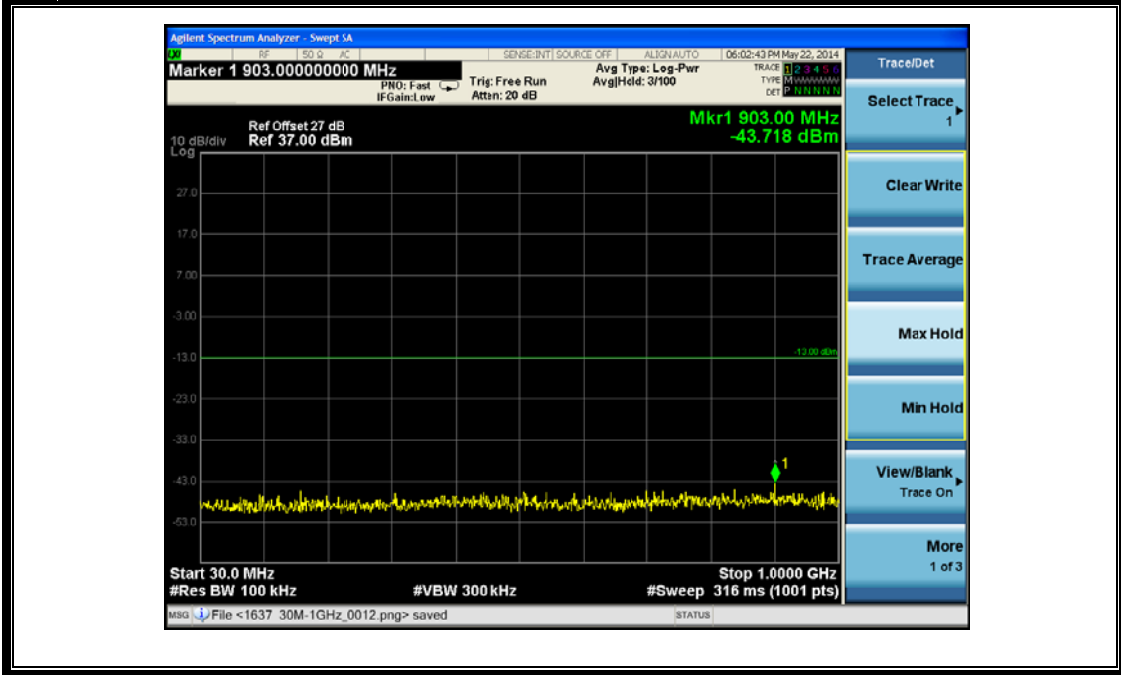 Agilent Spectrum Analyzer - Swept SA
RF 50 Ω AC SENSE:INT SOURCE OFF ALIGN AUTO 06:02:43 PM May 22, 2014
Marker 1 903.000000000 MHz
PNO: Fast
IFGain:Low
Trig: Free Run
Atten: 20 dB
Avg Type: Log-Pwr
Avg|Hold: 3/100
TRACE 1 2 3 4 5 6
TYPE M
DET P N N N N N
Mkr1 903.00 MHz
-43.718 dBm
Ref Offset 27 dB
10 dB/div Ref 37.00 dBm
Log
27.0
17.0
7.00
-3.00
-13.0
-13.00 dBm
-23.0
-33.0
-43.0
-53.0
1
Start 30.0 MHz
Stop 1.0000 GHz
#Res BW 100 kHz
#VBW 300 kHz
#Sweep 316 ms (1001 pts)
MSG File <1637 30M-1GHz_0012.png> saved
STATUS
Trace/Det
Select Trace
1
Clear Write
Trace Average
Max Hold
Min Hold
View/Blank
Trace On
More
1 of 3